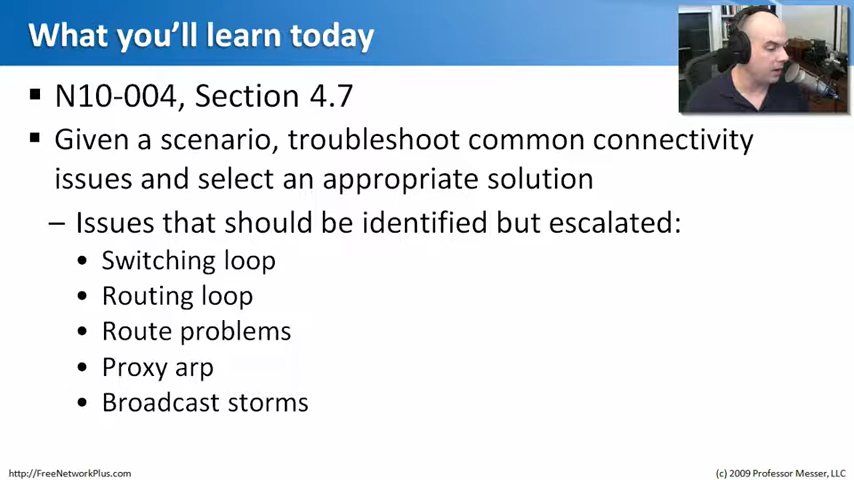 What you'll learn today
▪ N10-004, Section 4.7
▪ Given a scenario, troubleshoot common connectivity
issues and select an appropriate solution
– Issues that should be identified but escalated:
• Switching loop
• Routing loop
• Route problems
• Proxy arp
• Broadcast storms
http://FreeNetworkPlus.com
(c) 2009 Professor Messer, LLC